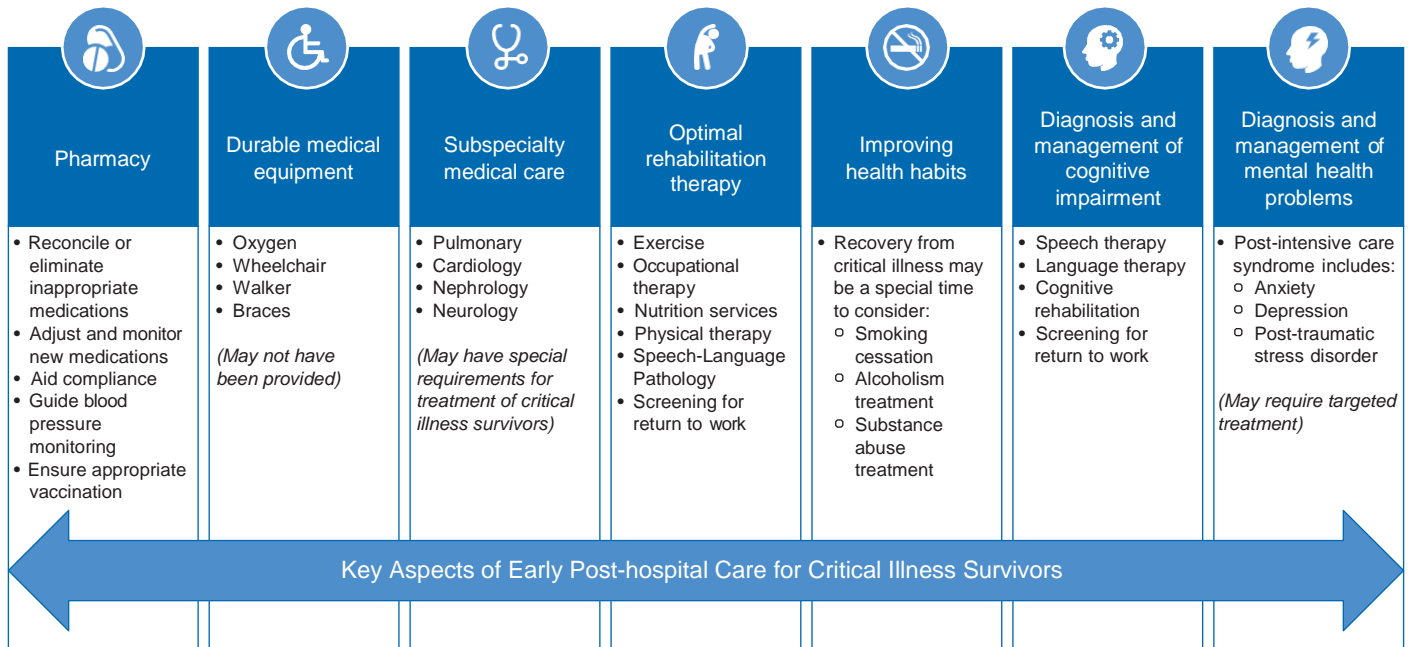 Pharmacy
• Reconcile or
eliminate
inappropriate
medications
• Adjust and monitor
new medications
• Aid compliance
• Guide blood
pressure
monitoring
• Ensure appropriate
vaccination
Durable medical
equipment
• Oxygen
• Wheelchair
• Walker
• Braces
(May not have
been provided)
Subspecialty
medical care
• Pulmonary
• Cardiology
• Nephrology
• Neurology
(May have special
requirements for
treatment of critical
illness survivors)
Optimal
rehabilitation
therapy
• Exercise
• Occupational
therapy
• Nutrition services
• Physical therapy
• Speech-Language
Pathology
• Screening for
return to work
Improving
health habits
• Recovery from
critical illness may
be a special time
to consider:
○ Smoking
cessation
○ Alcoholism
treatment
○ Substance
abuse
treatment
Diagnosis and
management of
cognitive
impairment
• Speech therapy
• Language therapy
• Cognitive
rehabilitation
• Screening for
return to work
Diagnosis and
management of
mental health
problems
• Post-intensive care
syndrome includes:
○ Anxiety
○ Depression
○ Post-traumatic
stress disorder
(May require targeted
treatment)
Key Aspects of Early Post-hospital Care for Critical Illness Survivors